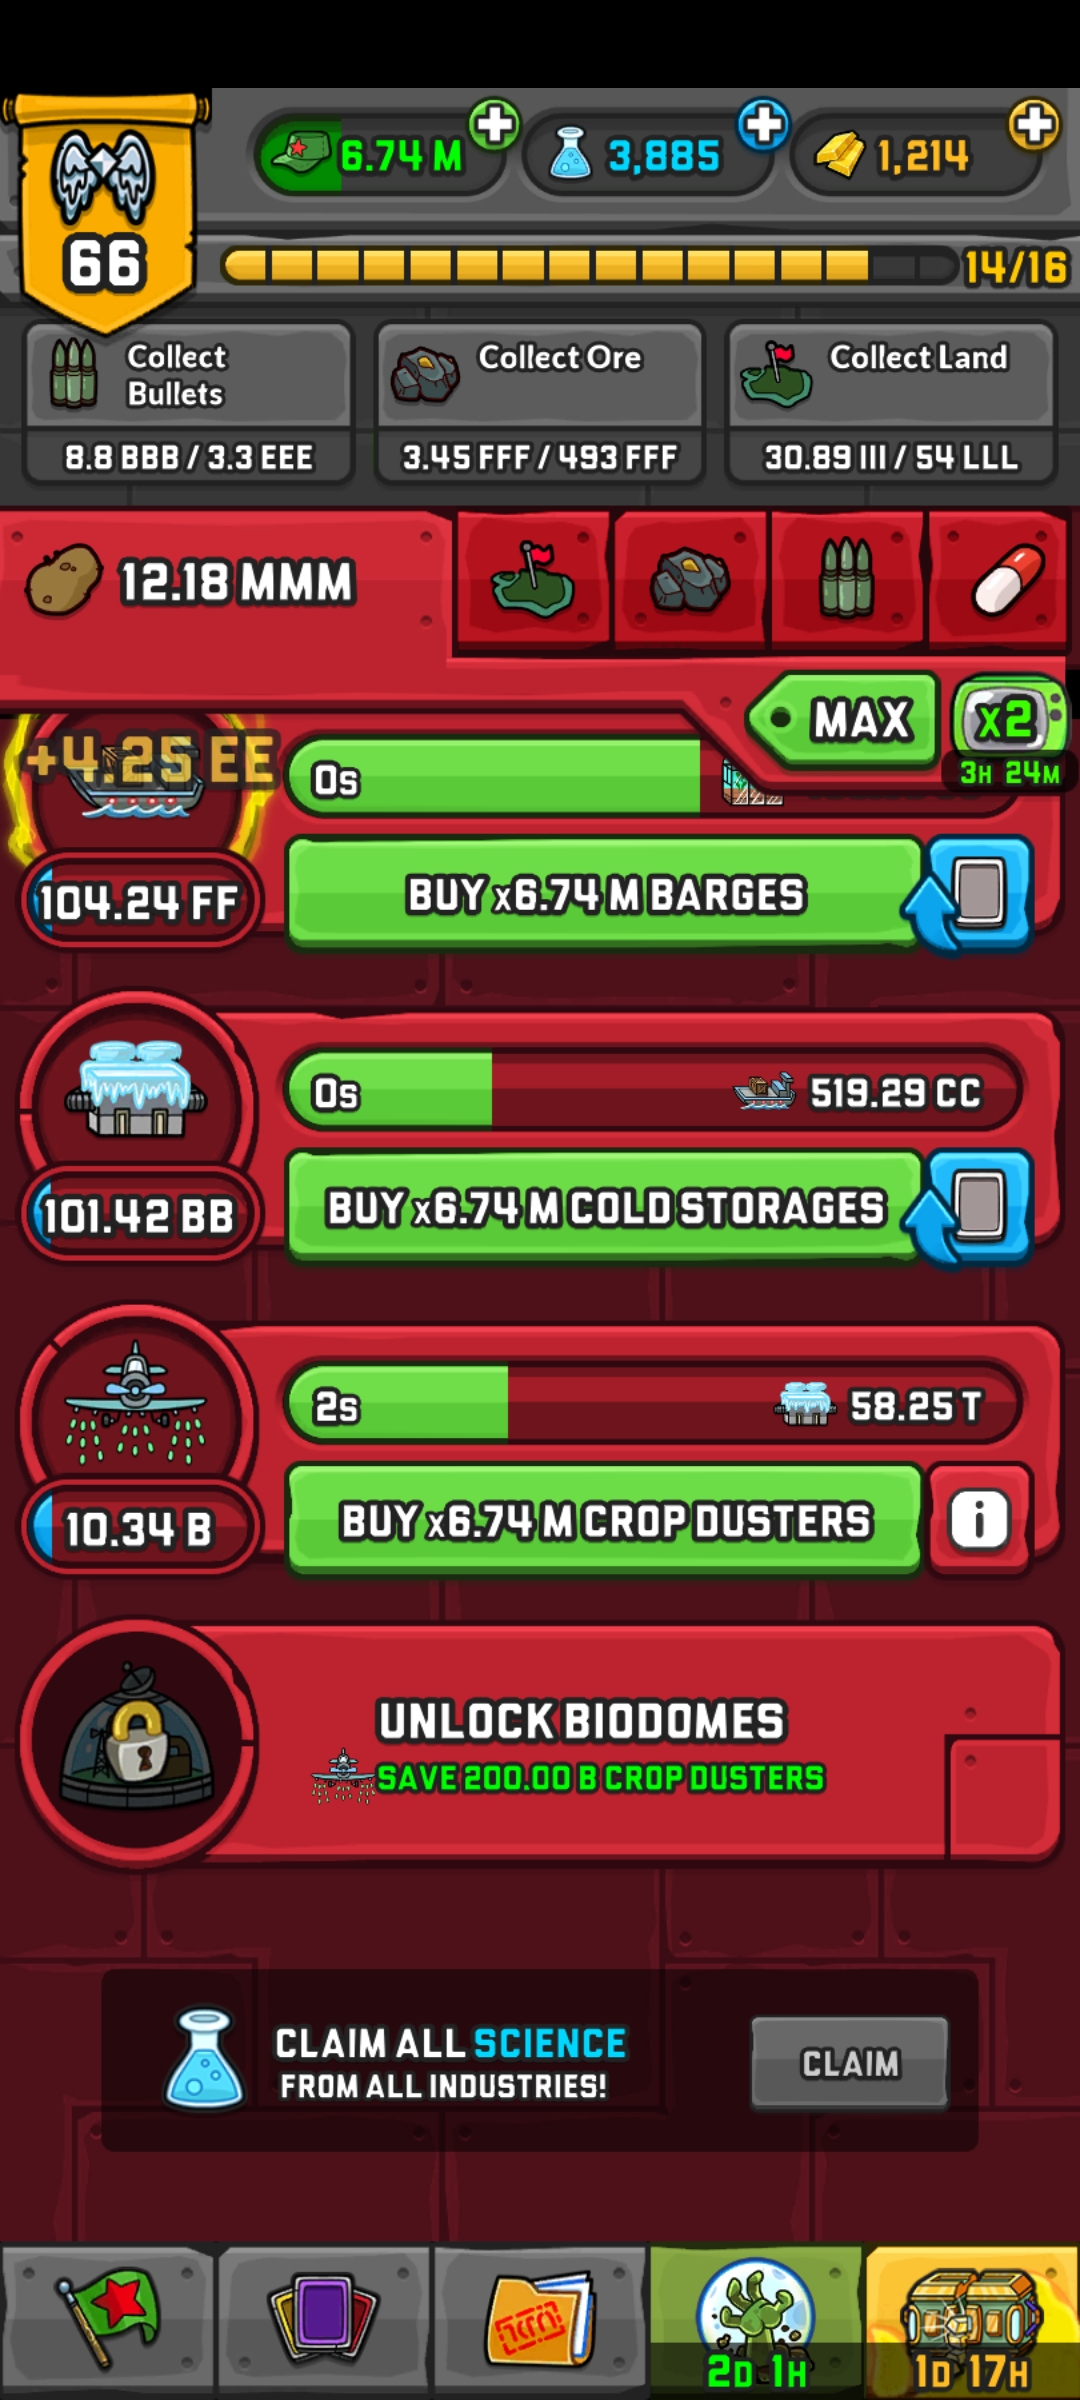 6.74 M
3,885
1,214
66
14/16
Collect
Bullets
8.8 BBB / 3.3 EEE
Collect Ore
3.45 FFF / 493 FFF
Collect Land
30.89 III / 54 LLL
12.18 MMM
MAX
x2
3H 24M
+4.25 EE
0s
104.24 FF
BUY x6.74 M BARGES
0s
519.29 CC
101.42 BB
BUY x6.74 M COLD STORAGES
2s
58.25 T
10.34 B
BUY x6.74 M CROP DUSTERS
i
UNLOCK BIODOMES
SAVE 200.00 B CROP DUSTERS
CLAIM ALL SCIENCE
FROM ALL INDUSTRIES!
CLAIM
2D 1H
1D 17H